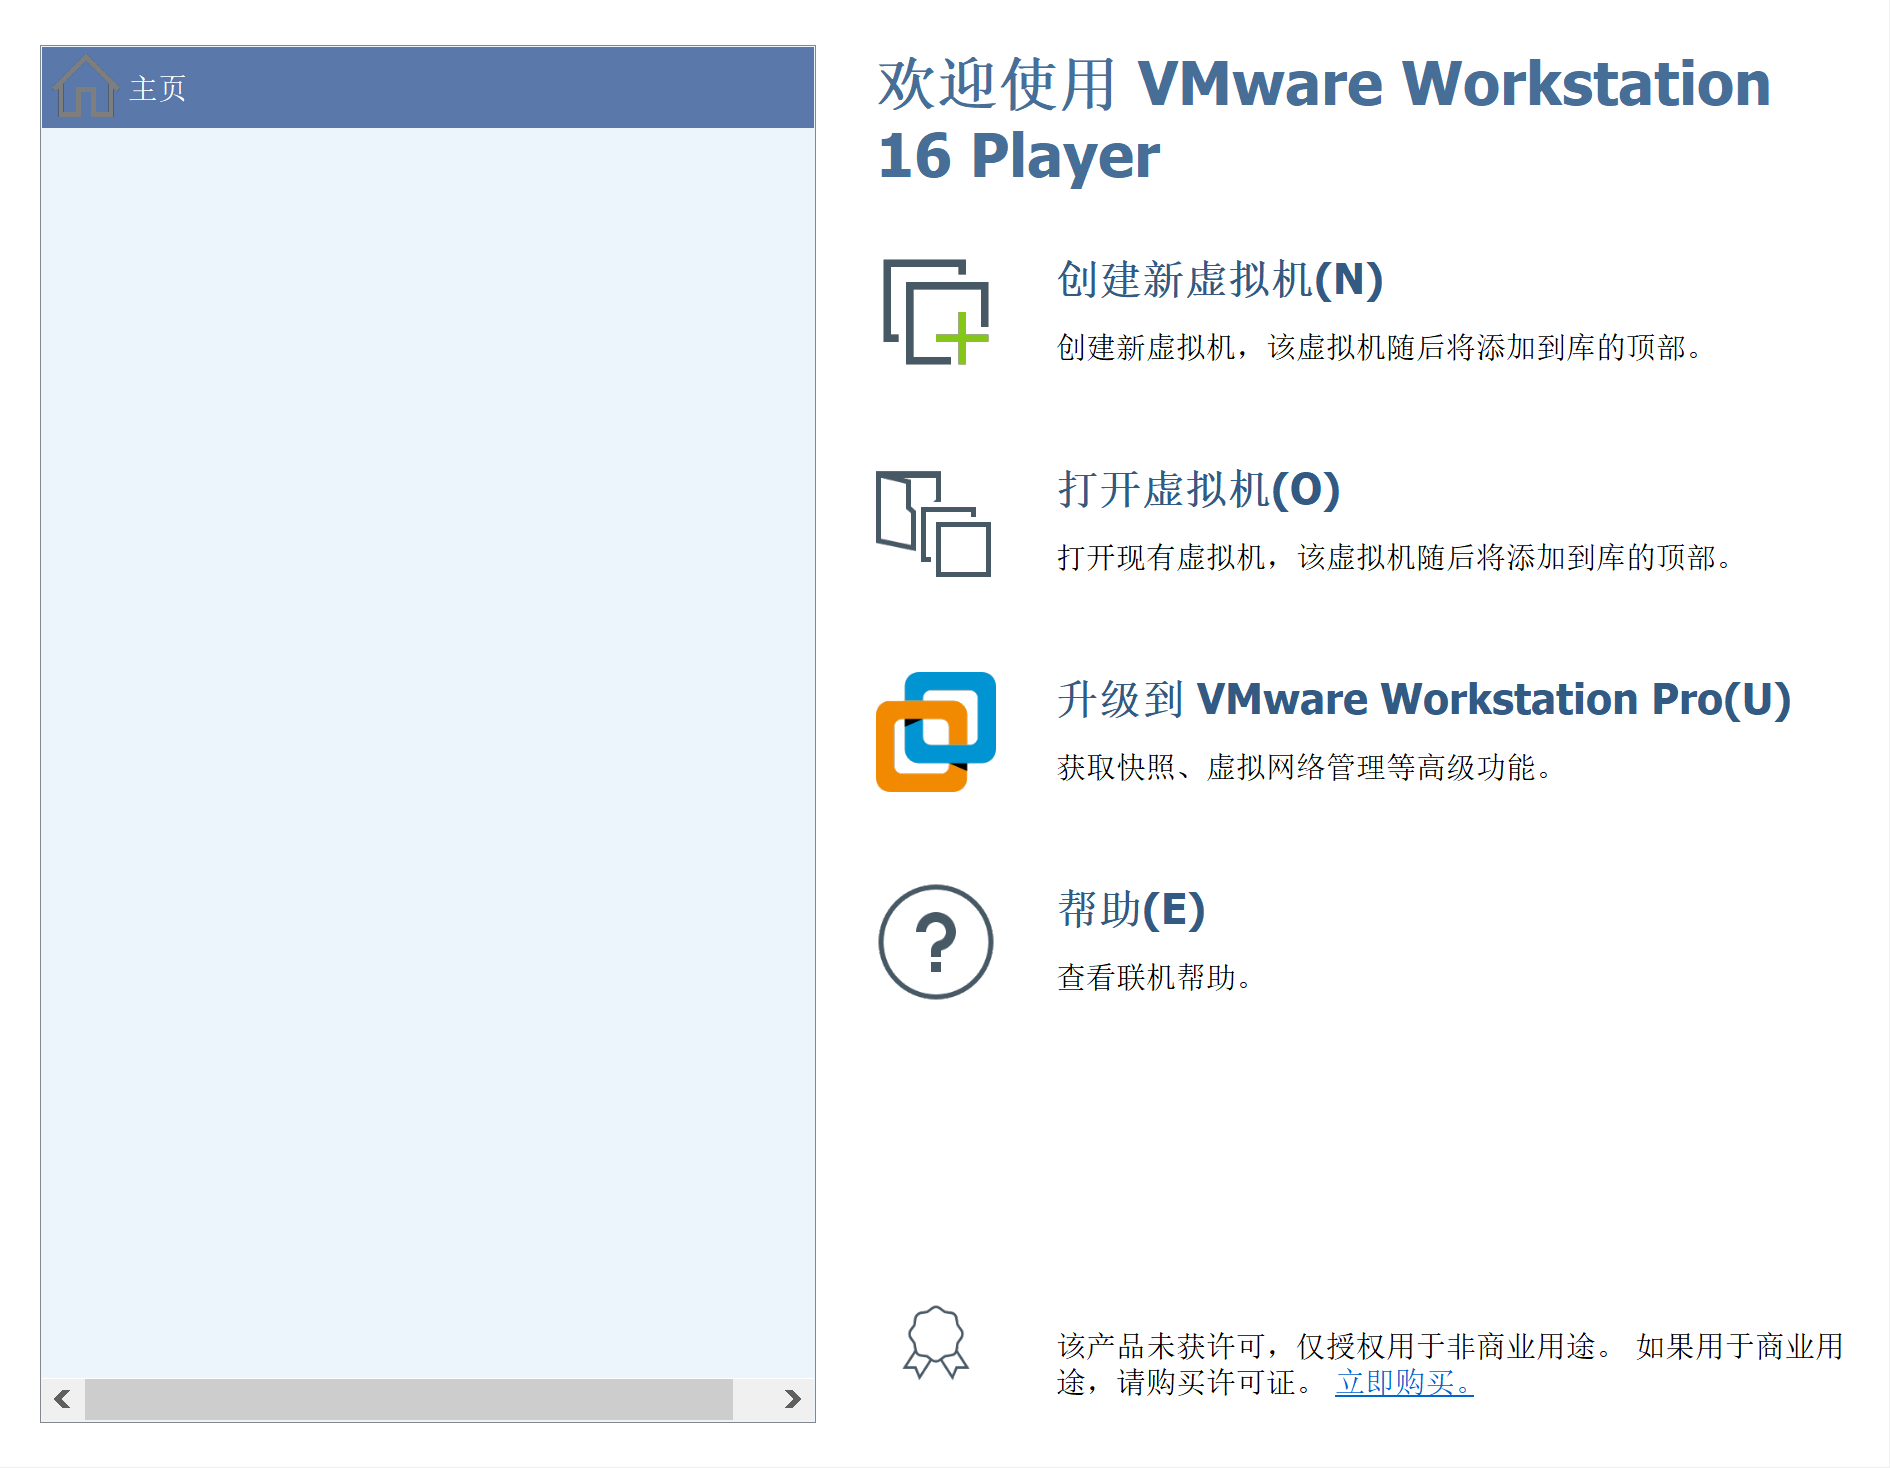 主页
欢迎使用 VMware Workstation
16 Player
创建新虚拟机(N)
创建新虚拟机，该虚拟机随后将添加到库的顶部。
打开虚拟机(O)
打开现有虚拟机，该虚拟机随后将添加到库的顶部。
升级到 VMware Workstation Pro(U)
获取快照、虚拟网络管理等高级功能。
帮助(E)
查看联机帮助。
该产品未获许可，仅授权用于非商业用途。 如果用于商业用
途，请购买许可证。 立即购买。